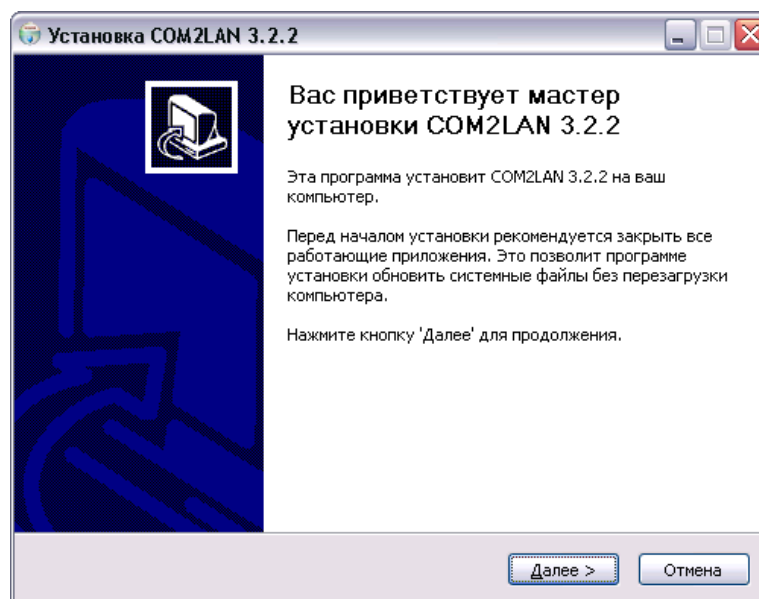 Установка COM2LAN 3.2.2
Вас приветствует мастер
установки COM2LAN 3.2.2
Эта программа установит COM2LAN 3.2.2 на ваш
компьютер.
Перед началом установки рекомендуется закрыть все
работающие приложения. Это позволит программе
установки обновить системные файлы без перезагрузки
компьютера.
Нажмите кнопку 'Далее' для продолжения.
Далее >
Отмена